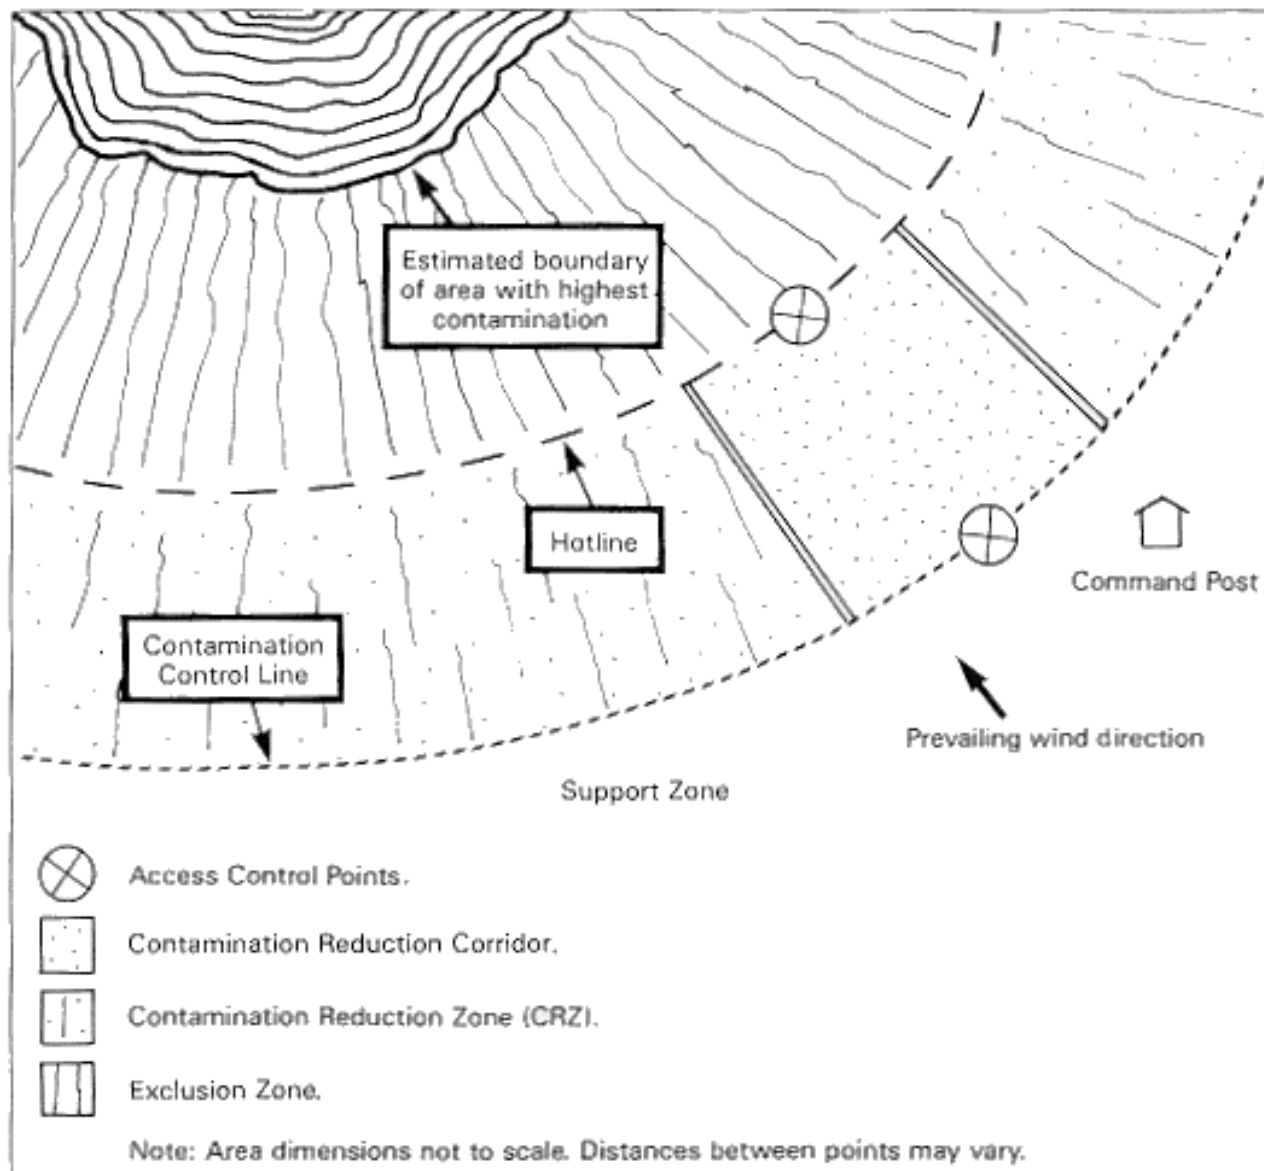 Estimated boundary
of area with highest
contamination
Hotline
Command Post
Contamination
Control Line
Prevailing wind direction
Support Zone
Access Control Points.
Contamination Reduction Corridor.
Contamination Reduction Zone (CRZ).
Exclusion Zone.
Note: Area dimensions not to scale. Distances between points may vary.